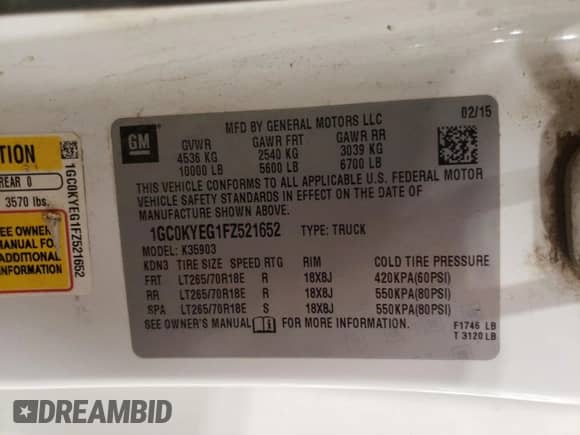 GM
MFD BY GENERAL MOTORS LLC
02/15
GVWR GAWR FRT GAWR RR
4536 KG 2540 KG 3039 KG
10000 LB 5600 LB 6700 LB
THIS VEHICLE CONFORMS TO ALL APPLICABLE U.S. FEDERAL MOTOR
VEHICLE SAFETY STANDARDS IN EFFECT ON THE DATE OF
MANUFACTURE SHOWN ABOVE.
1GC0KYEG1FZ521652 TYPE: TRUCK
MODEL: K35903
KDN3 TIRE SIZE SPEED RTG RIM COLD TIRE PRESSURE
FRT LT265/70R18E R 18X8J 420KPA(60PSI)
RR LT265/70R18E R 18X8J 550KPA(80PSI)
SPA LT265/70R18E S 18X8J 550KPA(80PSI)
SEE OWNER'S MANUAL FOR MORE INFORMATION.
F1746 LB
T 3120 LB
TION
REAR 0
3570 lbs.
SEE OWNER
MANUAL FOR
ADDITIONAL
INFORMATION
1GC0KYEG1FZ521652
DREAMBID